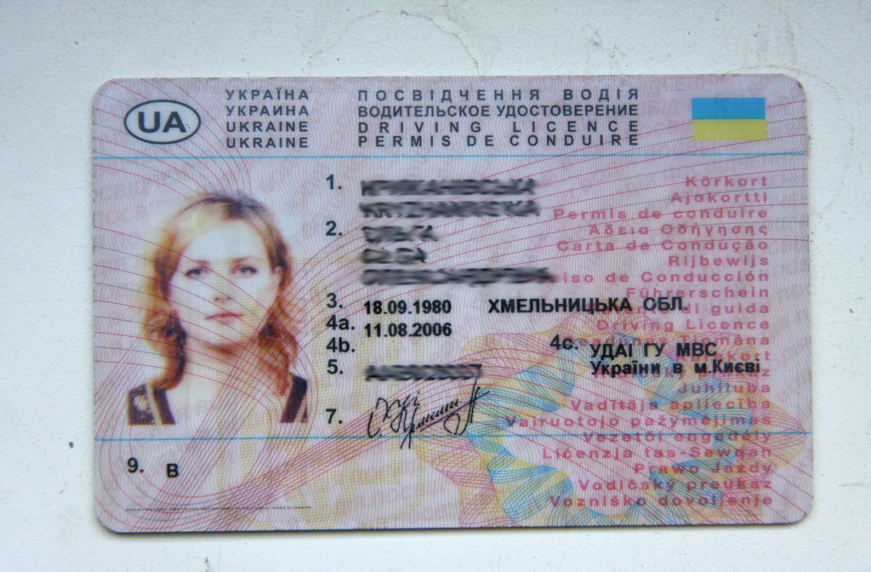 UA
УКРАЇНА
УКРАИНА
UKRAINE
UKRAINE
ПОСВІДЧЕННЯ ВОДІЯ
ВОДИТЕЛЬСКОЕ УДОСТОВЕРЕНИЕ
DRIVING LICENCE
PERMIS DE CONDUIRE
1.
2.
3. 18.09.1980 ХМЕЛЬНИЦЬКА ОБЛ.
4a. 11.08.2006
4b.
4c. УДАІ ГУ МВС
України в м.Києві
5.
7.
9. B
Körkort
Ajokortti
Permis de conduire
Άδεια Οδήγησης
Carta de Condução
Rijbewijs
de Conducción
Führerschein
di guida
Driving Licence
Juhiluba
Vadītāja apliecība
Vairuotojo pažymėjimas
Vezetői engedély
Liċenzja tas-Sewqan
Prawo Jazdy
Vodičský preukaz
Vozniško dovoljenje